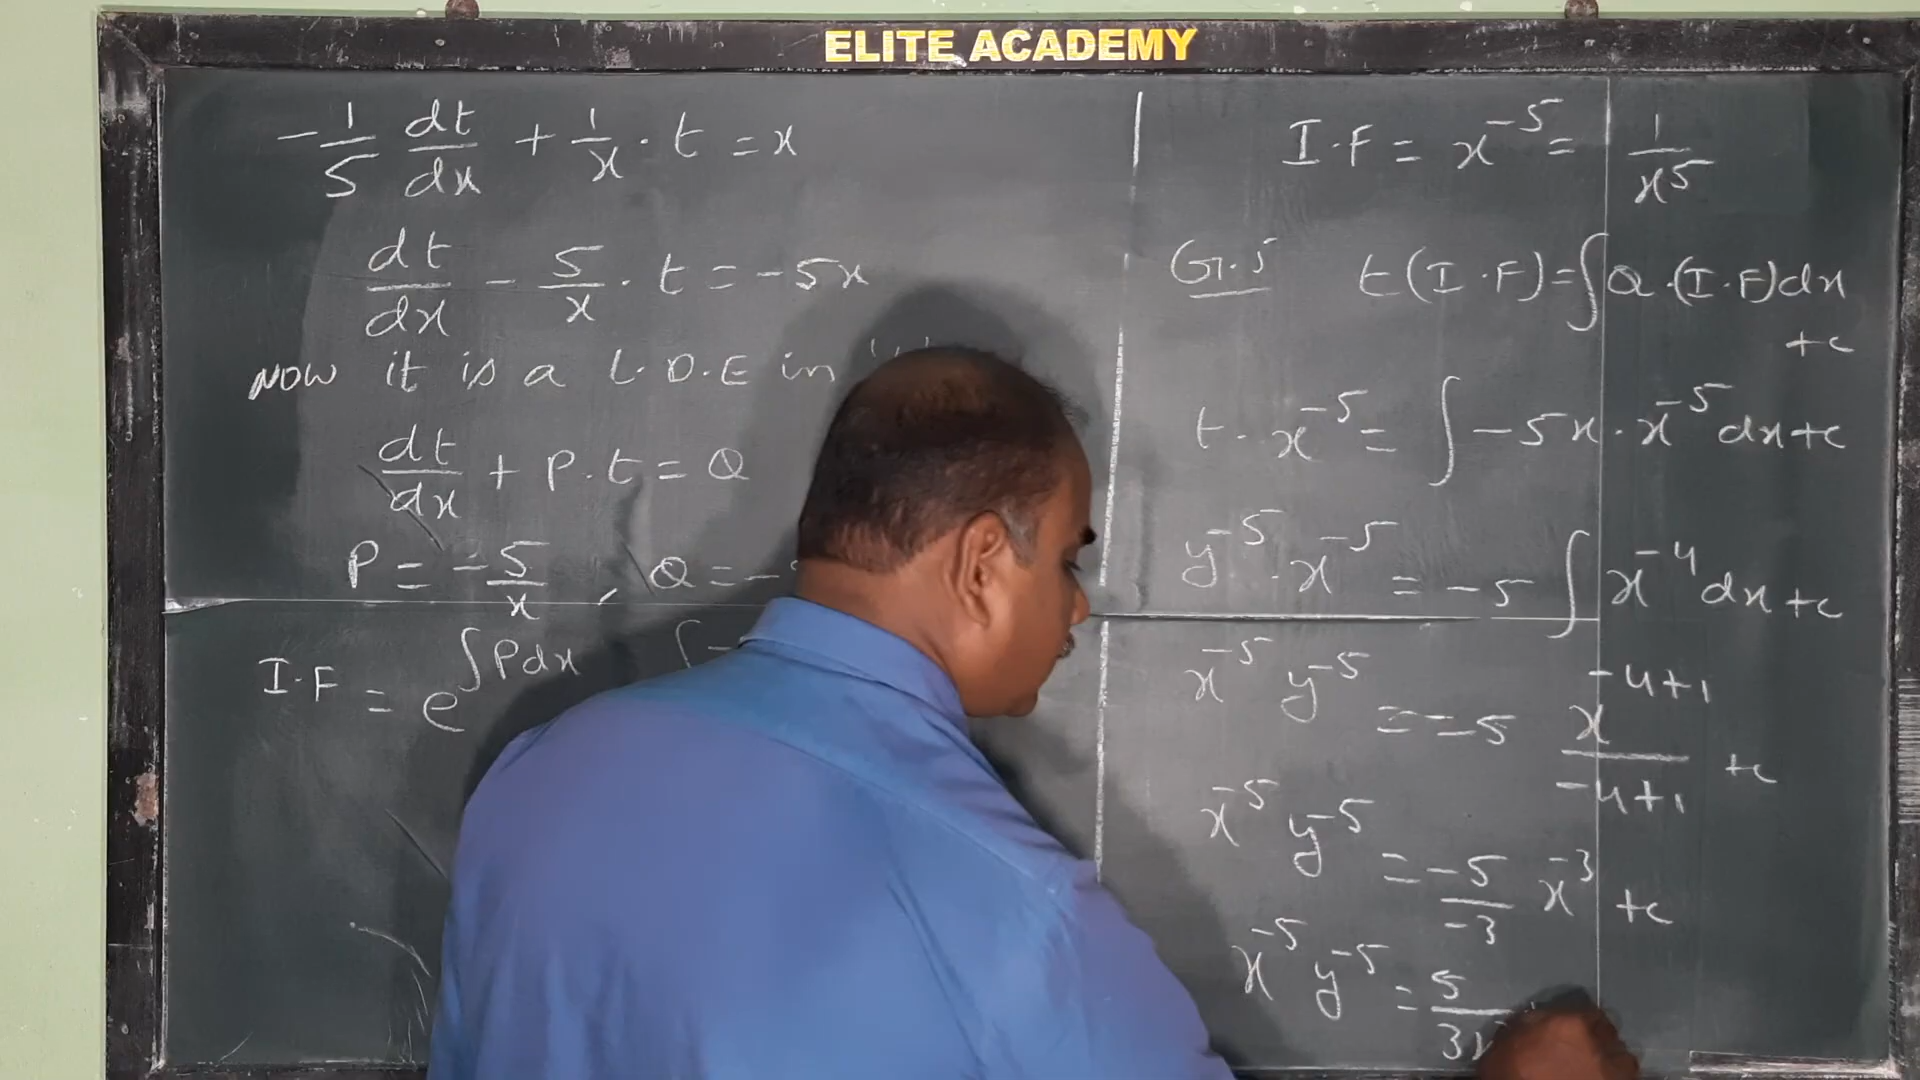 ELITE ACADEMY
-1/5 dt/dx + 1/x · t = x
dt/dx - 5/x · t = -5x
NOW it is a L.D.E in
dt/dx + P.t = Q
P = -5/x , Q = -
I.F = e^∫Pdx ∫-
I.F = x^-5 = 1/x^5
G.S t(I.F) = ∫Q.(I.F)dx
+c
t. x^-5 = ∫-5x . x^-5 dx+c
y^-5 . x^-5 = -5 ∫x^-4 dx+c
x^-5 y^-5 = -5 x^-4+1/-4+1 +c
x^-5 y^-5 = -5/-3 x^-3 +c
x^-5 y^-5 = 5/3